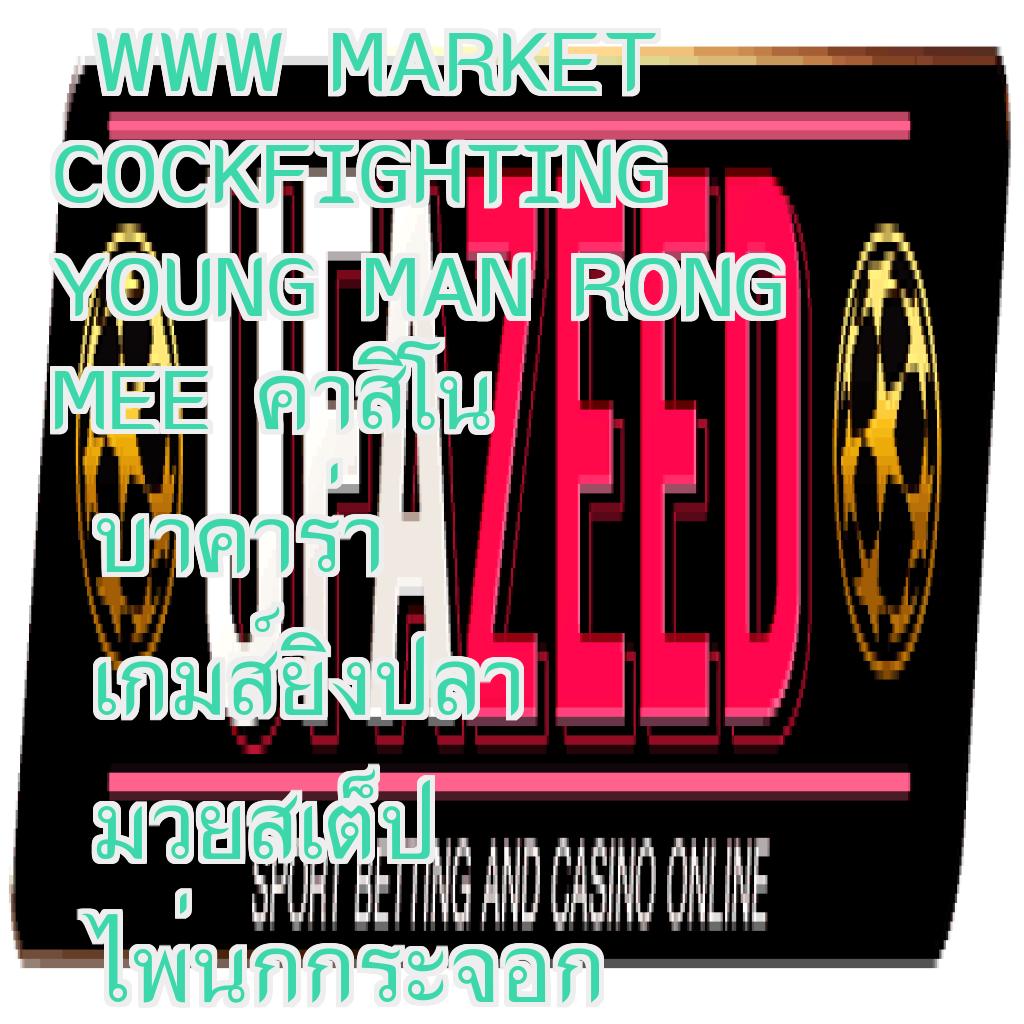 WWW MARKET
COCKFIGHTING
YOUNG MAN RONG
MEE คาสิโน
บาคาร่า
เกมส์ยิงปลา
มวยสเต็ป
ไพ่นกกระจอก
UFAZEED
SPORT BETTING AND CASINO ONLINE